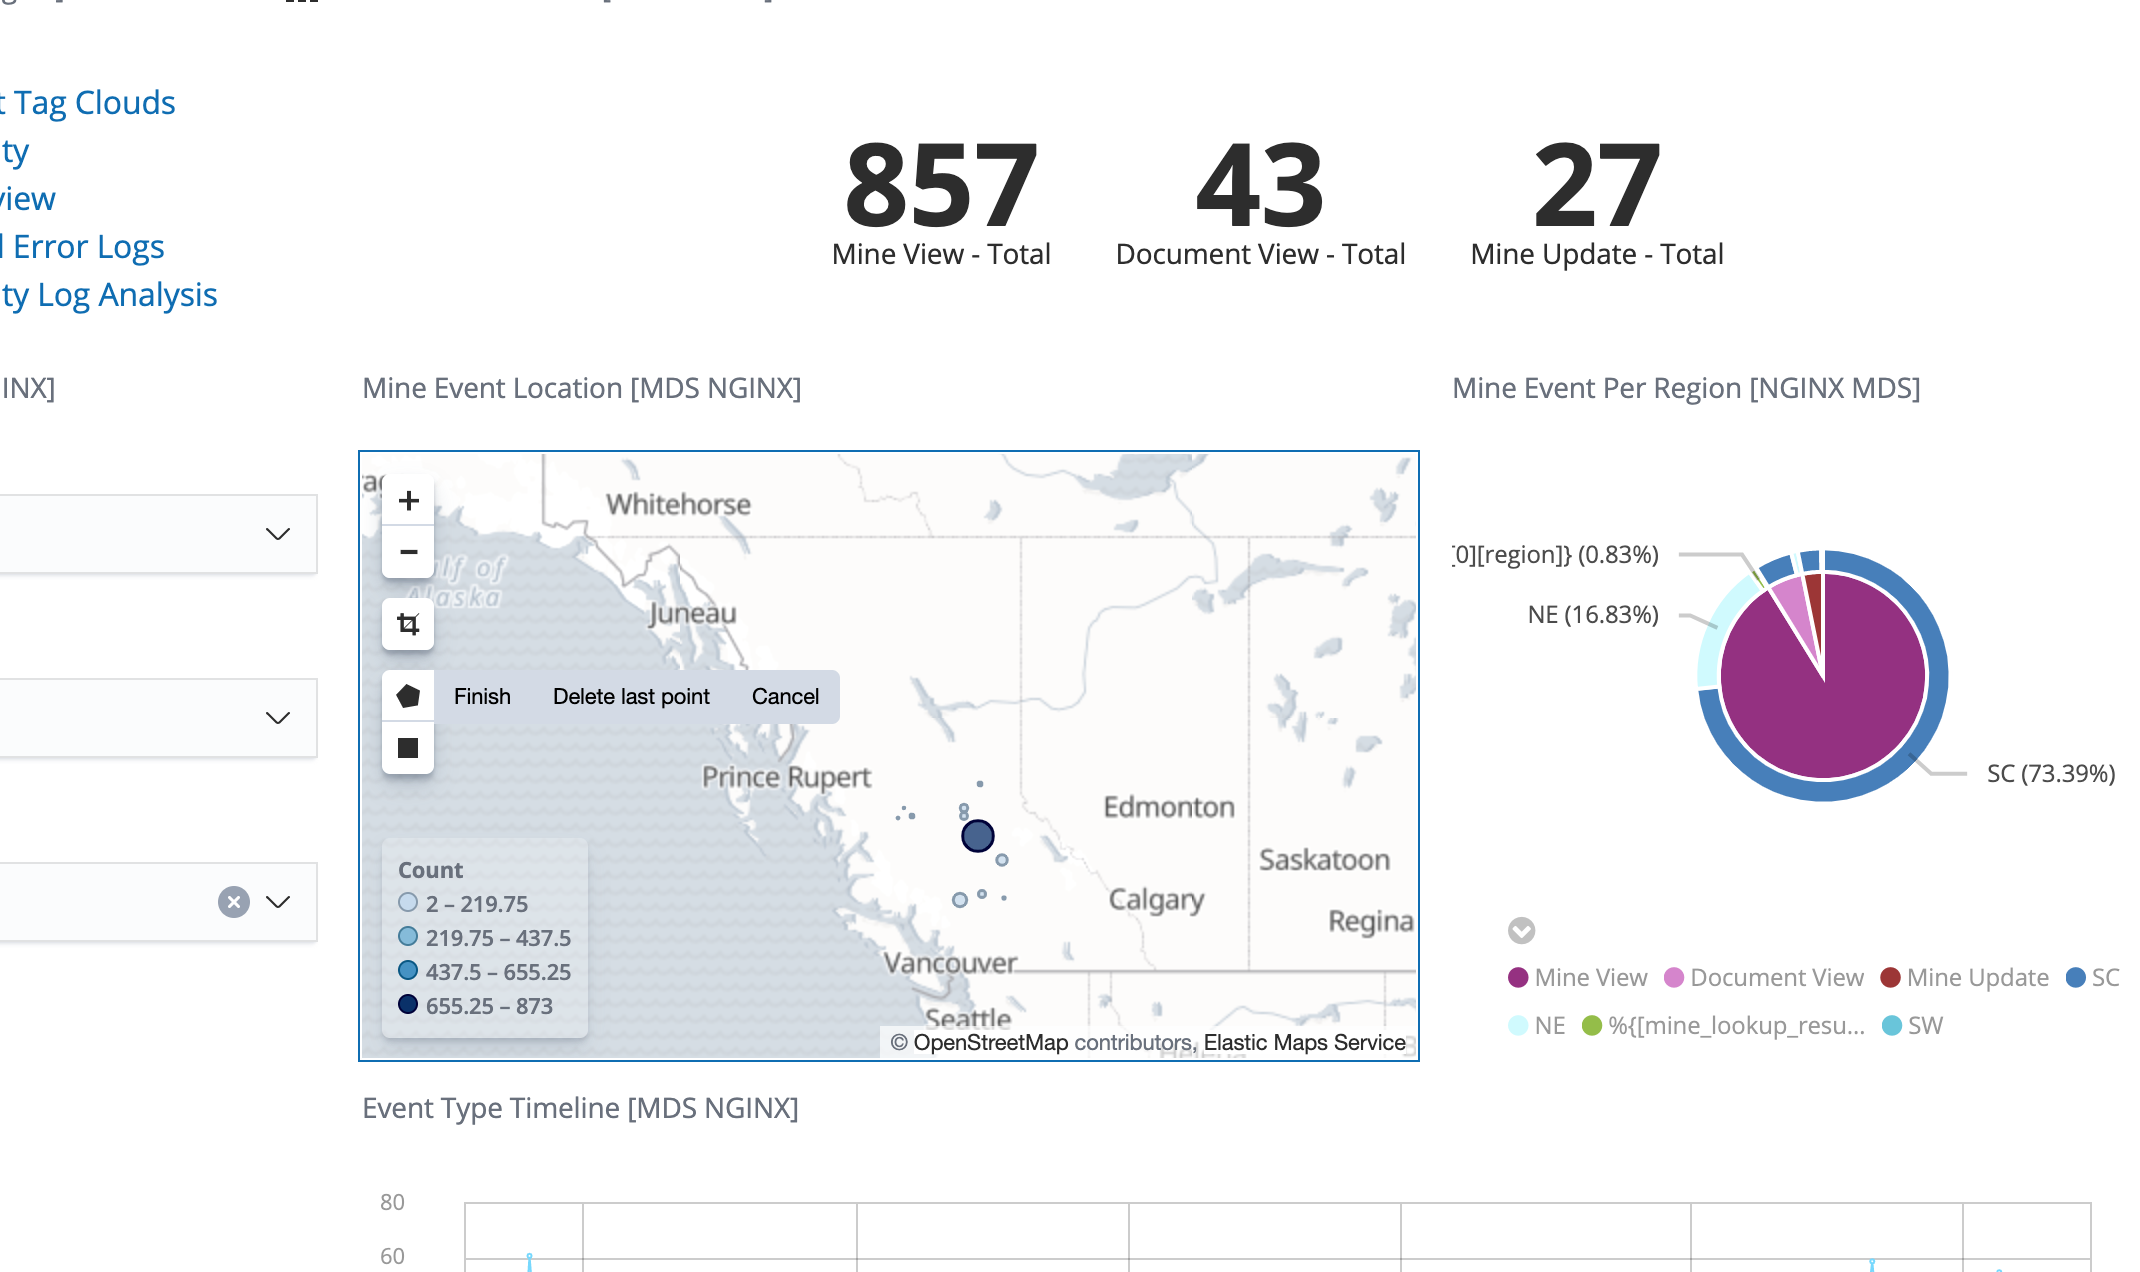 t Tag Clouds
ty
view
l Error Logs
ty Log Analysis
857 43 27
Mine View - Total Document View - Total Mine Update - Total
INX]
Mine Event Location [MDS NGINX]
Mine Event Per Region [NGINX MDS]
+
−
Whitehorse
Gulf of
Alaska
Juneau
Finish Delete last point Cancel
Prince Rupert
Edmonton
Saskatoon
Calgary
Regina
Vancouver
Seattle
Count
2 – 219.75
219.75 – 437.5
437.5 – 655.25
655.25 – 873
© OpenStreetMap contributors, Elastic Maps Service
[0][region]} (0.83%)
NE (16.83%)
SC (73.39%)
Mine View Document View Mine Update SC
NE %{[mine_lookup_resu... SW
Event Type Timeline [MDS NGINX]
80
60